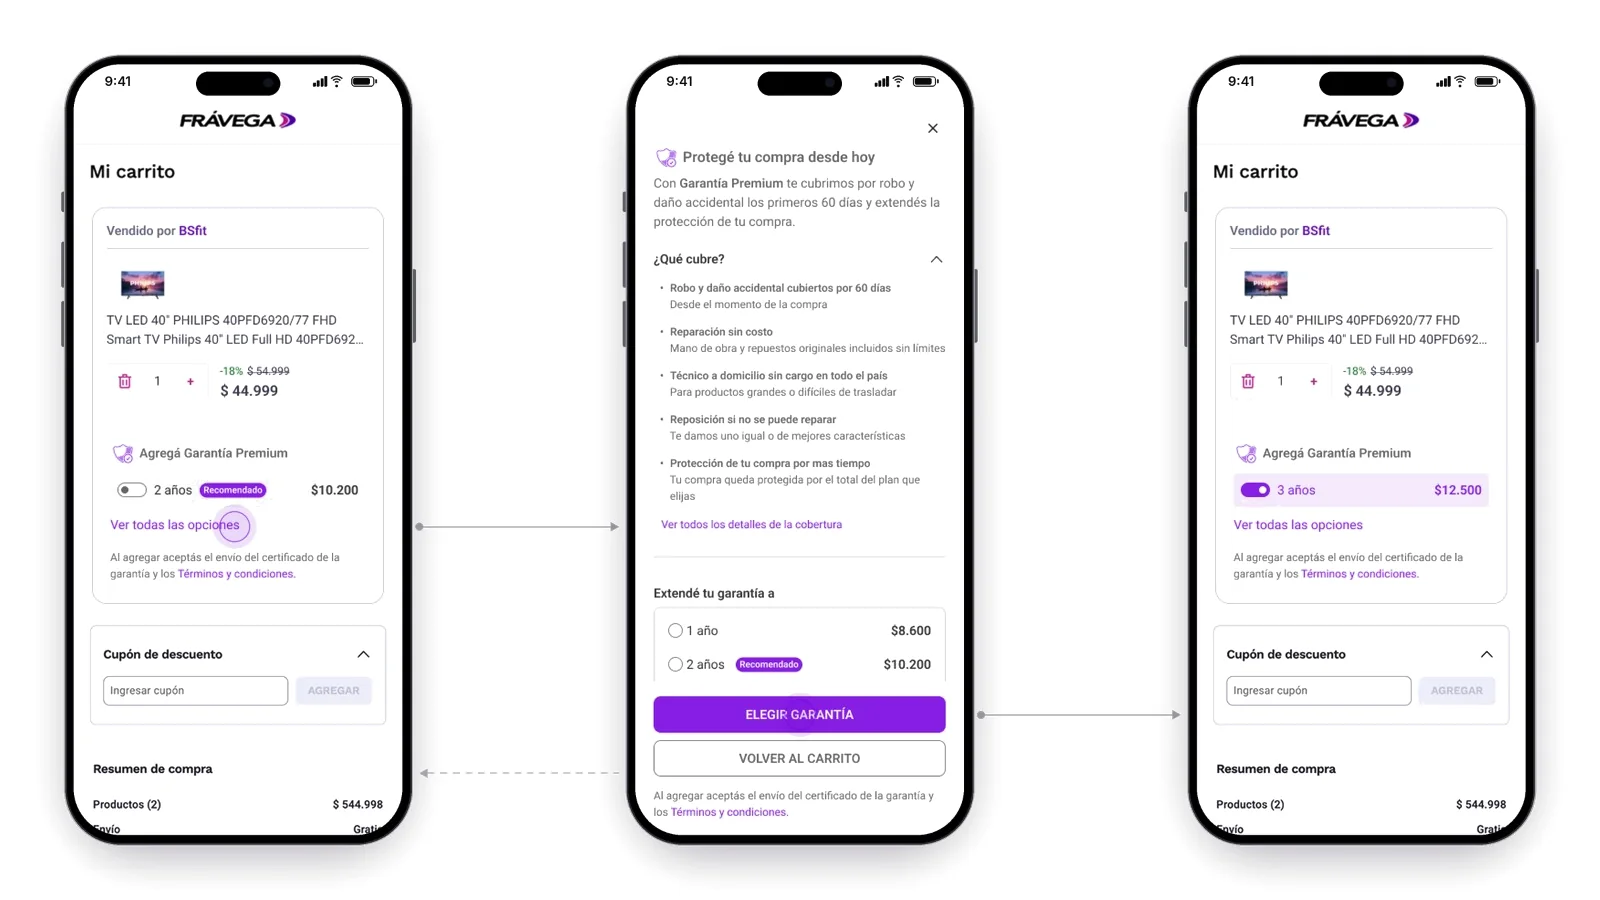 9:41
FRÁVEGA
Mi carrito
Vendido por BSfit
PHILIPS
TV LED 40" PHILIPS 40PFD6920/77 FHD
Smart TV Philips 40" LED Full HD 40PFD692...
1 +
-18% $ 54.999
$ 44.999
Agregá Garantía Premium
2 años Recomendado $10.200
Ver todas las opciones
Al agregar aceptás el envío del certificado de la
garantía y los Términos y condiciones.
Cupón de descuento
Ingresar cupón AGREGAR
Resumen de compra
Productos (2) $ 544.998
Envío Gratis
9:41
Protegé tu compra desde hoy
Con Garantía Premium te cubrimos por robo y
daño accidental los primeros 60 días y extendés la
protección de tu compra.
¿Qué cubre?
• Robo y daño accidental cubiertos por 60 días
Desde el momento de la compra
• Reparación sin costo
Mano de obra y repuestos originales incluidos sin límites
• Técnico a domicilio sin cargo en todo el país
Para productos grandes o difíciles de trasladar
• Reposición si no se puede reparar
Te damos uno igual o de mejores características
• Protección de tu compra por mas tiempo
Tu compra queda protegida por el total del plan que
elijas
Ver todos los detalles de la cobertura
Extendé tu garantía a
1 año $8.600
2 años Recomendado $10.200
ELEGIR GARANTÍA
VOLVER AL CARRITO
Al agregar aceptás el envío del certificado de la garantía y
los Términos y condiciones.
9:41
FRÁVEGA
Mi carrito
Vendido por BSfit
PHILIPS
TV LED 40" PHILIPS 40PFD6920/77 FHD
Smart TV Philips 40" LED Full HD 40PFD692...
1 +
-18% $ 54.999
$ 44.999
Agregá Garantía Premium
3 años $12.500
Ver todas las opciones
Al agregar aceptás el envío del certificado de la
garantía y los Términos y condiciones.
Cupón de descuento
Ingresar cupón AGREGAR
Resumen de compra
Productos (2) $ 544.998
Envío Gratis